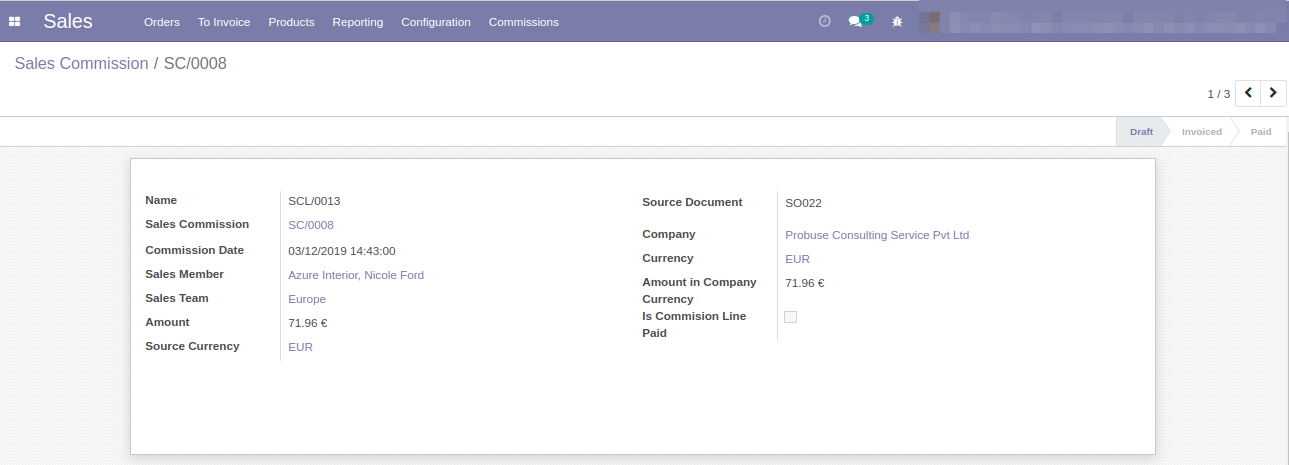 Sales Orders To Invoice Products Reporting Configuration Commissions 3
Sales Commission / SC/0008
1 / 3
Draft Invoiced Paid
Name SCL/0013
Sales Commission SC/0008
Commission Date 03/12/2019 14:43:00
Sales Member Azure Interior, Nicole Ford
Sales Team Europe
Amount 71.96 €
Source Currency EUR
Source Document SO022
Company Probuse Consulting Service Pvt Ltd
Currency EUR
Amount in Company 71.96 €
Currency
Is Commision Line
Paid